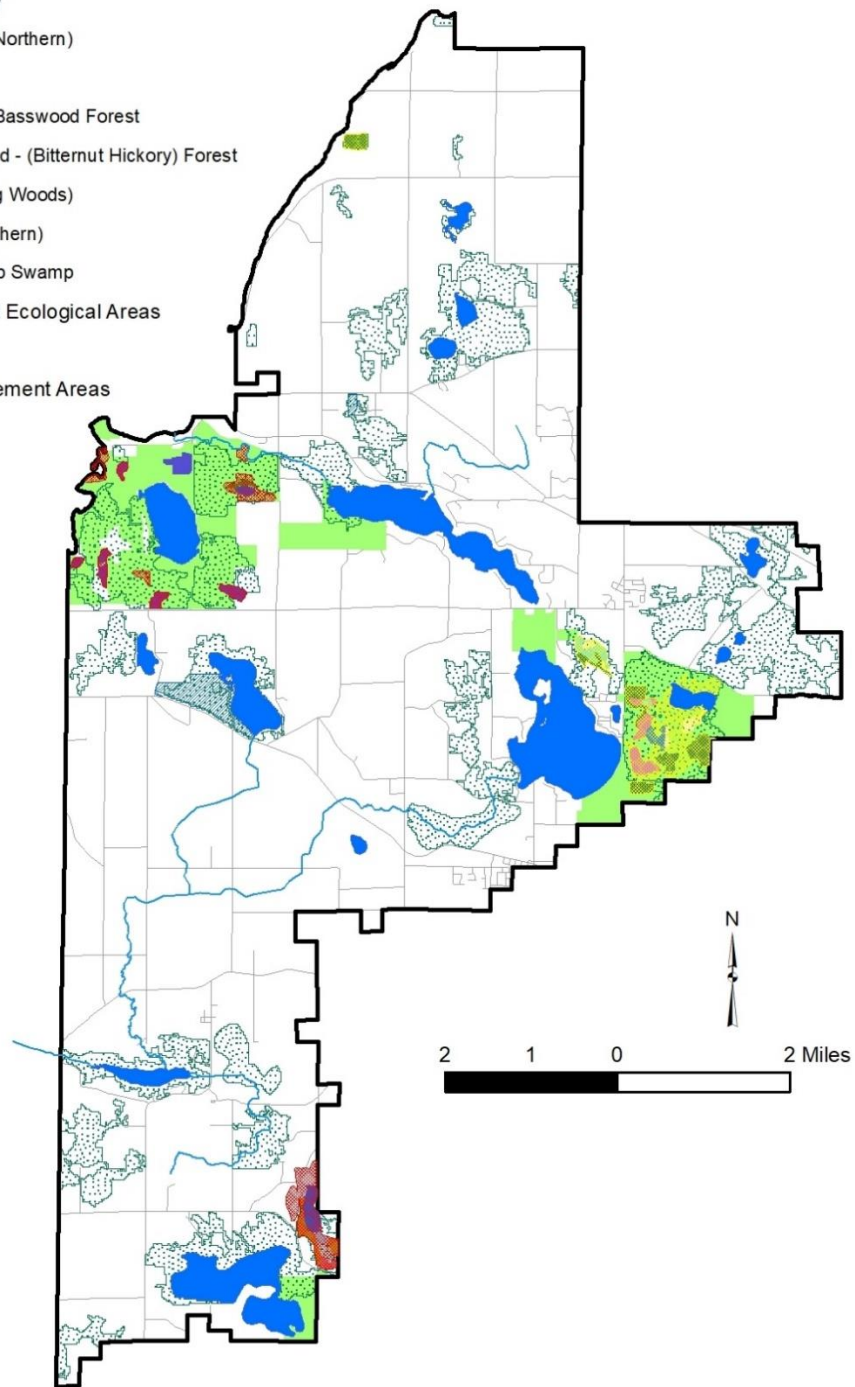 Northern)
Basswood Forest
d - (Bitternut Hickory) Forest
g Woods)
hern)
o Swamp
Ecological Areas
ement Areas
N
2 1 0 2 Miles